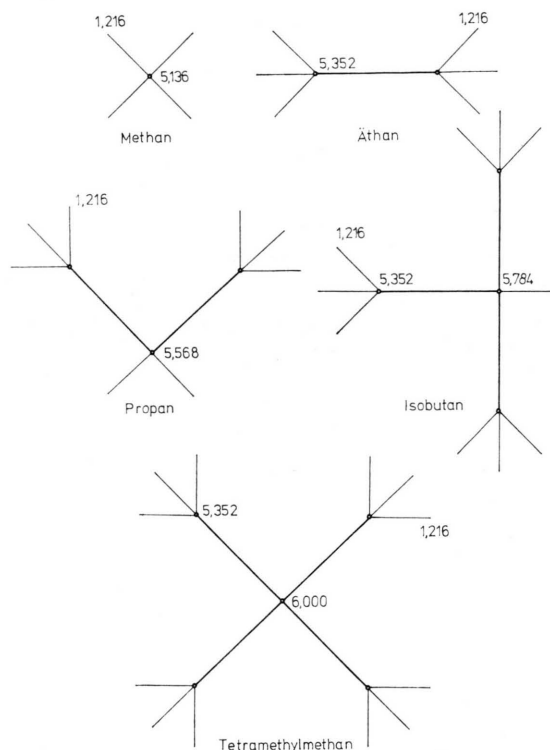 1,216
5,136
Methan
1,216
5,352
Äthan
1,216
5,568
Propan
1,216
5,352
5,784
Isobutan
5,352
1,216
6,000
Tetramethylmethan